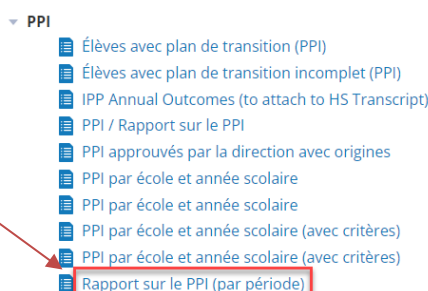 PPI
Élèves avec plan de transition (PPI)
Élèves avec plan de transition incomplet (PPI)
IPP Annual Outcomes (to attach to HS Transcript)
PPI / Rapport sur le PPI
PPI approuvés par la direction avec origines
PPI par école et année scolaire
PPI par école et année scolaire
PPI par école et année scolaire (avec critères)
PPI par école et année scolaire (avec critères)
Rapport sur le PPI (par période)